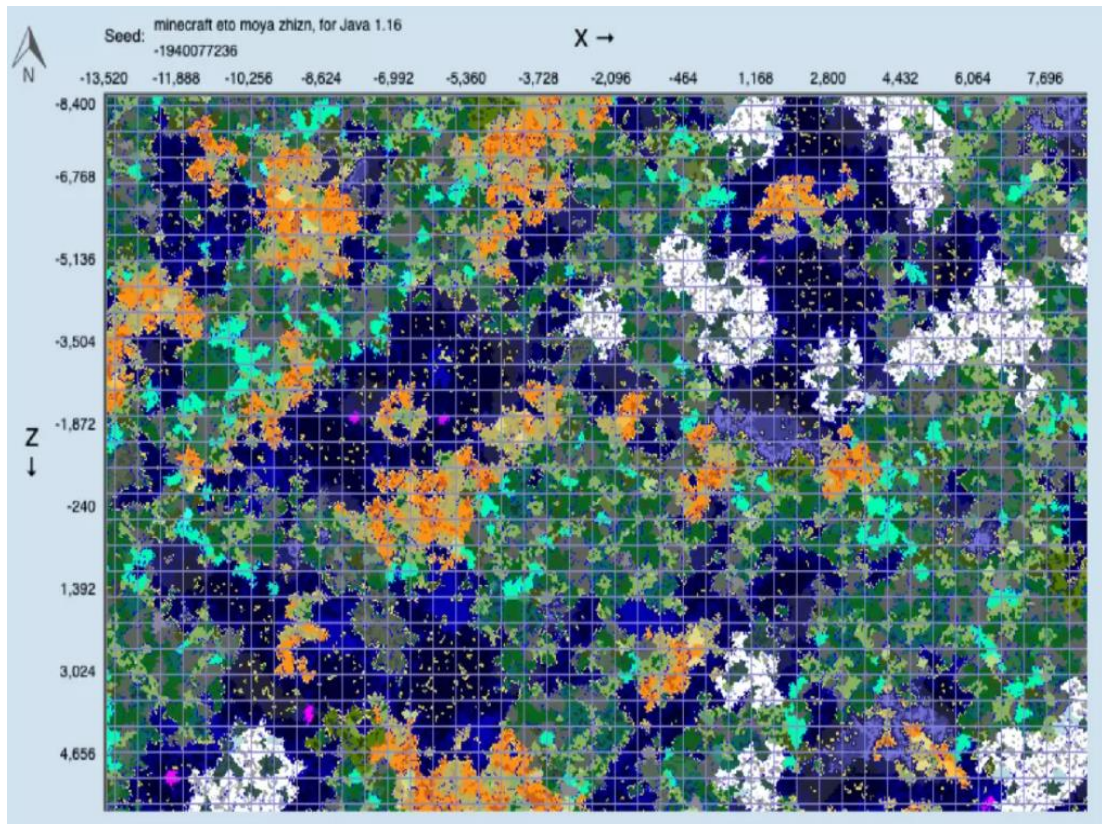 minecraft eto moya zhizn, for Java 1.16
Seed:
-1940077236
X →
N
-13,520 -11,888 -10,256 -8,624 -6,992 -5,360 -3,728 -2,096 -464 1,168 2,800 4,432 6,064 7,696
-8,400
-6,768
-5,136
-3,504
-1,872
Z
↓
-240
1,392
3,024
4,656